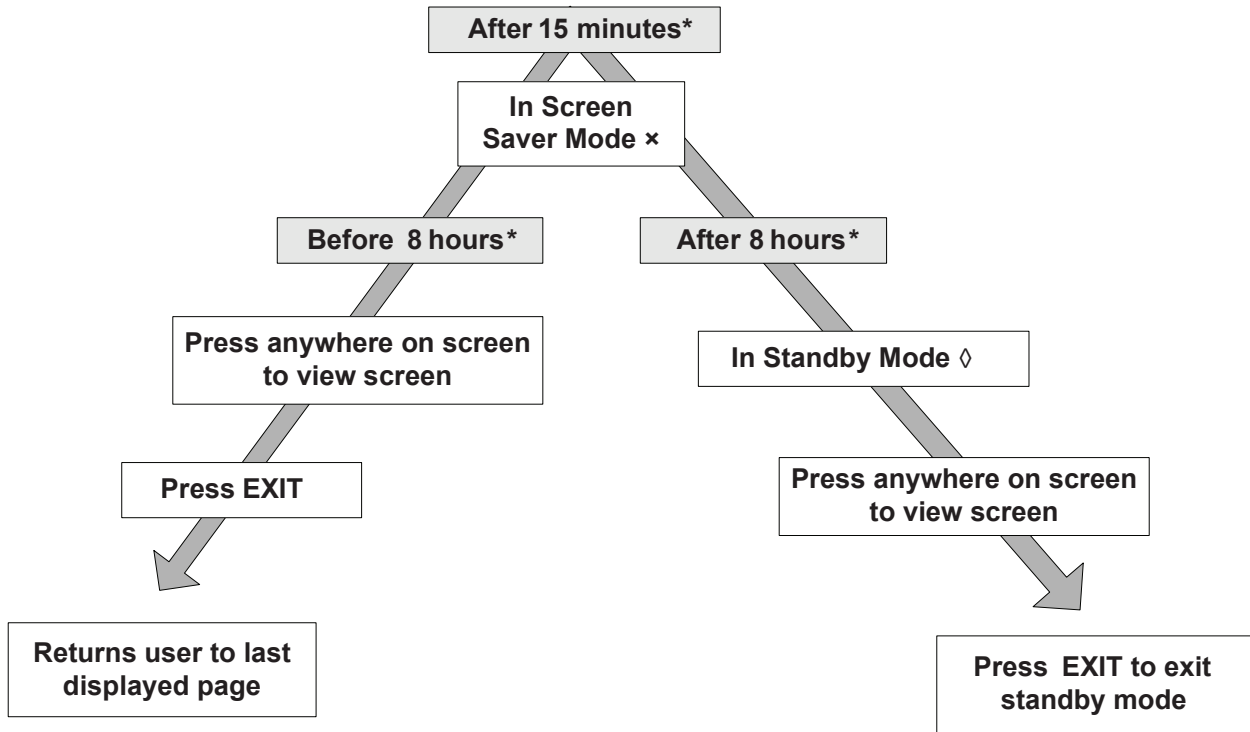 After 15 minutes*
In Screen
Saver Mode ×
Before 8 hours*
After 8 hours*
Press anywhere on screen
to view screen
In Standby Mode ◊
Press EXIT
Press anywhere on screen
to view screen
Returns user to last
displayed page
Press EXIT to exit
standby mode